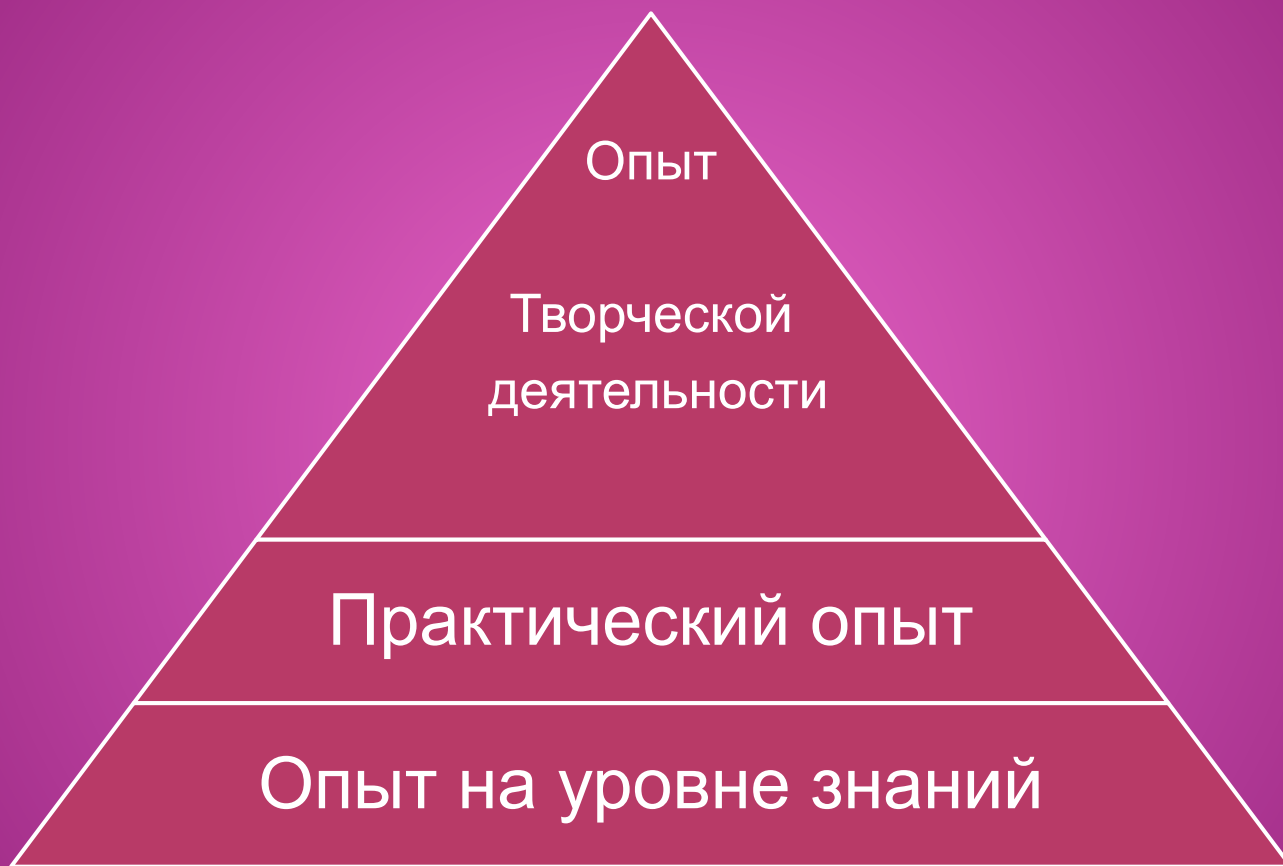 Опыт
Творческой
деятельности
Практический опыт
Опыт на уровне знаний